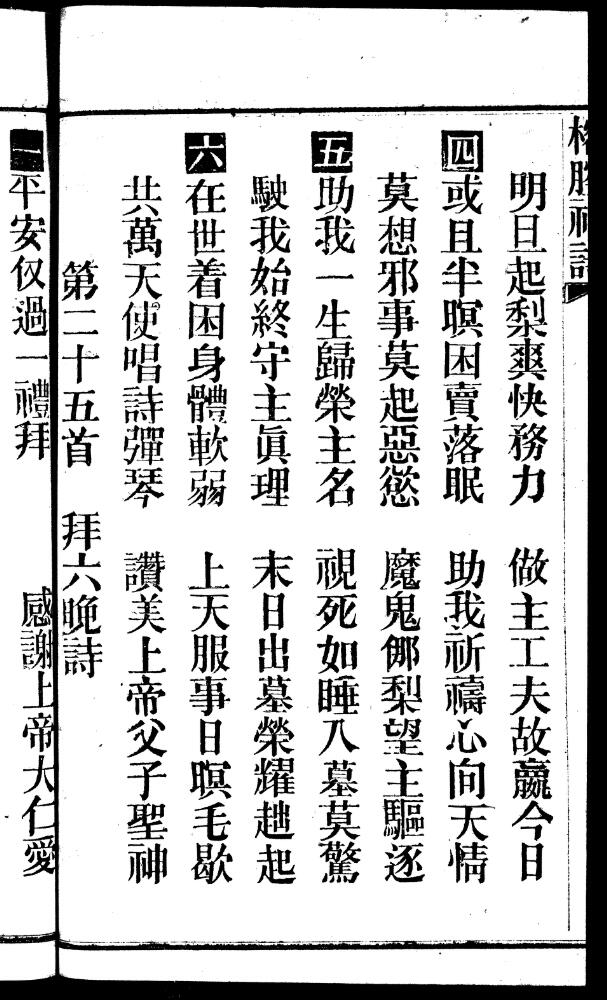 榕腔神詩
明旦起梨爽快務力　做主工夫故贏今日
四或且半暝困賣落眠　助我祈禱心向天情
莫想邪事莫起惡慾　魔鬼㑚梨望主驅逐
五助我一生歸榮主名　視死如睡入墓莫驚
駛我始終守主眞理　末日出墓榮耀趟起
六在世着困身體軟弱　上天服事日暝毛歇
共萬天使唱詩彈琴　讚美上帝父子聖神
第二十五首　拜六晚詩
一平安仅過一禮拜　感謝上帝大仁愛